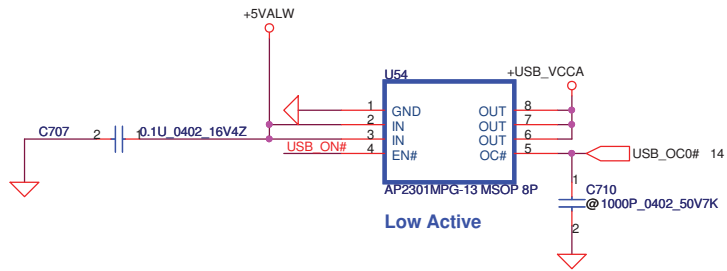 +5VALW
U54
+USB_VCCA
1 GND OUT 8
2 IN OUT 7
3 IN OUT 6
4 EN# OC# 5
C707 2 1 0.1U_0402_16V4Z
USB_ON#
USB_OC0# 14
AP2301MPG-13 MSOP 8P
1
C710
@ 1000P_0402_50V7K
2
Low Active